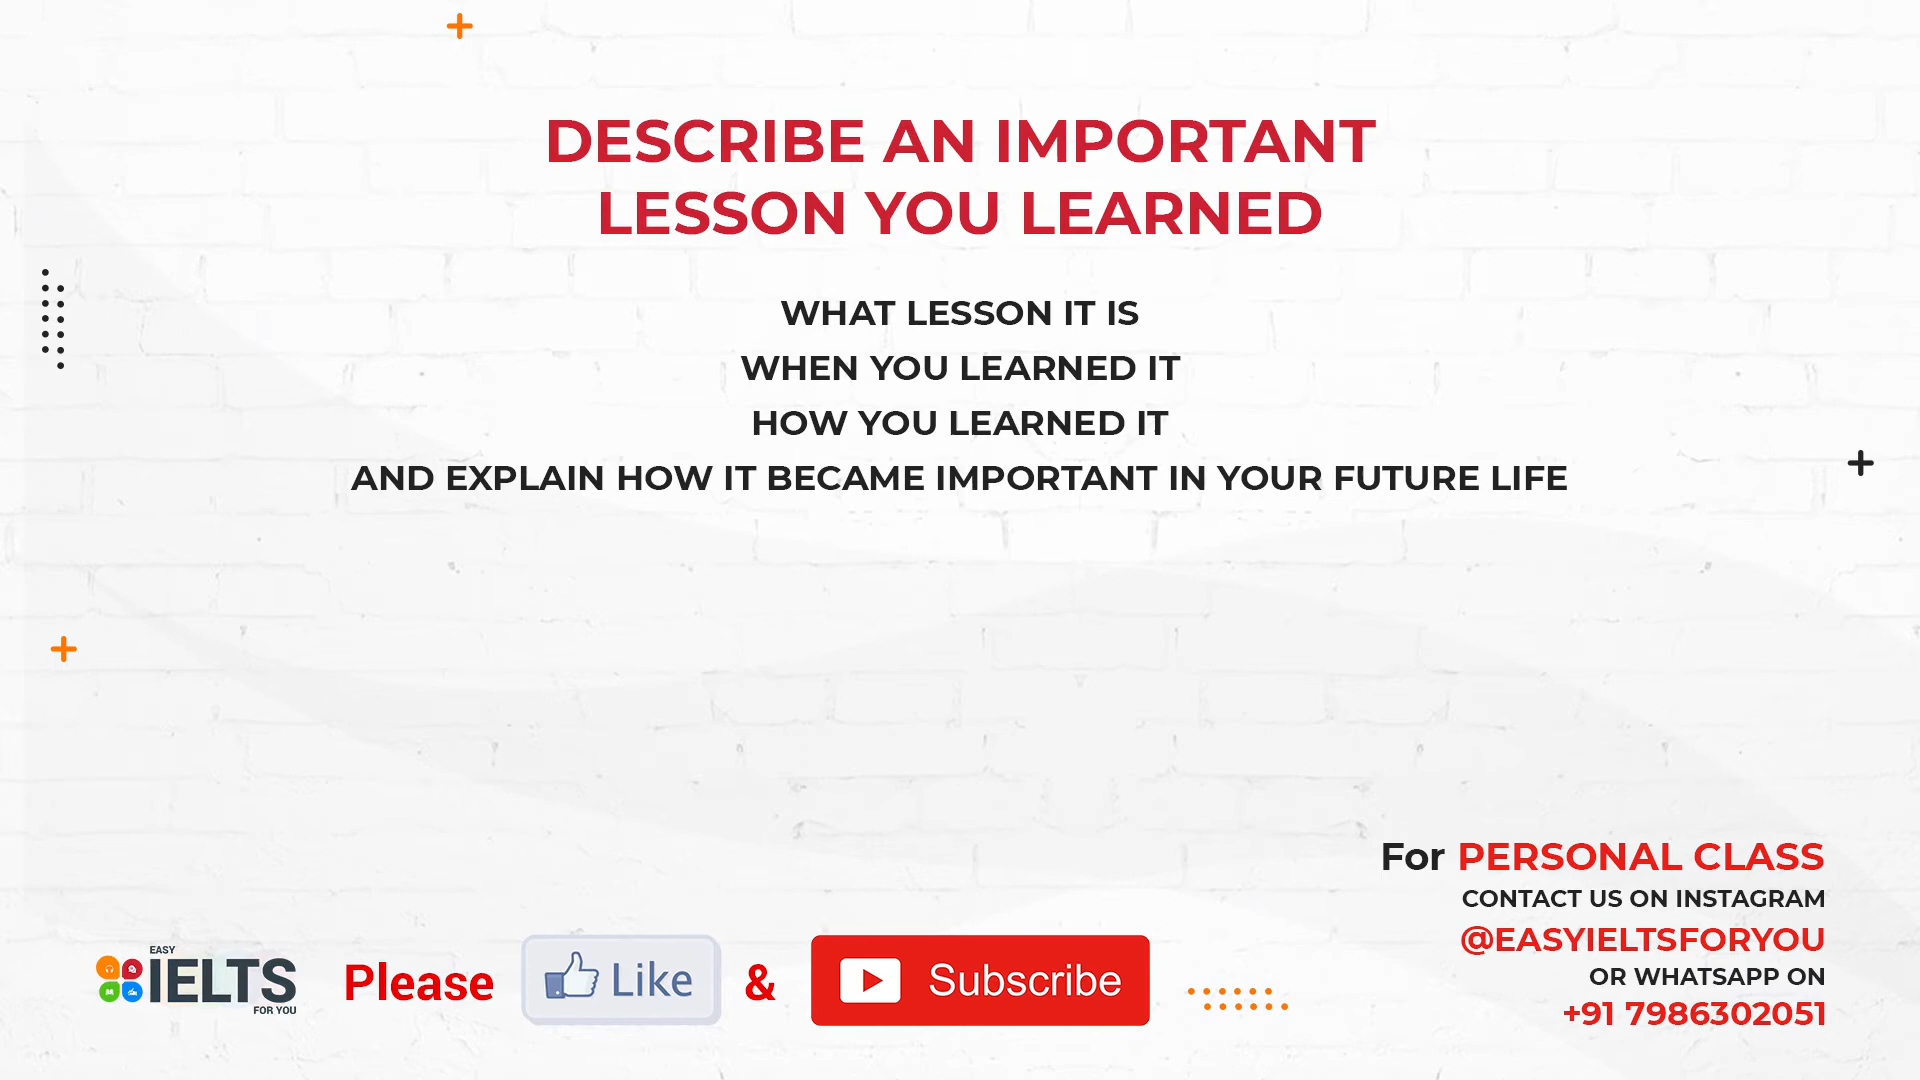 DESCRIBE AN IMPORTANT
LESSON YOU LEARNED
WHAT LESSON IT IS
WHEN YOU LEARNED IT
HOW YOU LEARNED IT
AND EXPLAIN HOW IT BECAME IMPORTANT IN YOUR FUTURE LIFE
EASY
IELTS
FOR YOU
Please Like & Subscribe
For PERSONAL CLASS
CONTACT US ON INSTAGRAM
@EASYIELTSFORYOU
OR WHATSAPP ON
+91 7986302051